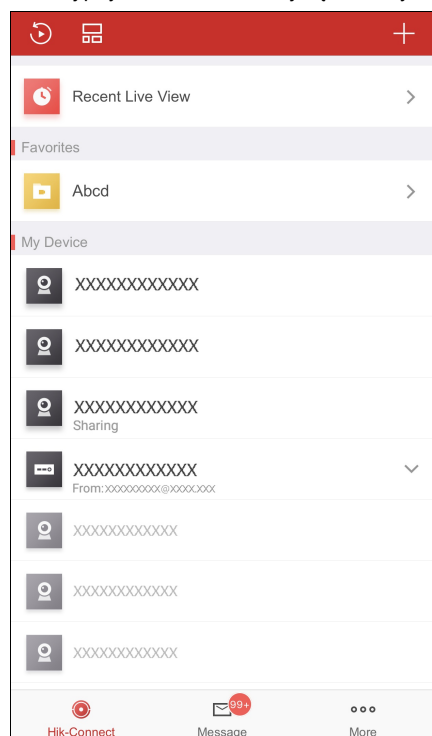 Recent Live View
Favorites
Abcd
My Device
XXXXXXXXXXXX
XXXXXXXXXXXX
XXXXXXXXXXXX
Sharing
XXXXXXXXXXXX
From:XXXXXXXXX@XXXX.XXX
XXXXXXXXXXXX
XXXXXXXXXXXX
XXXXXXXXXXXX
99+
Hik-Connect Message More